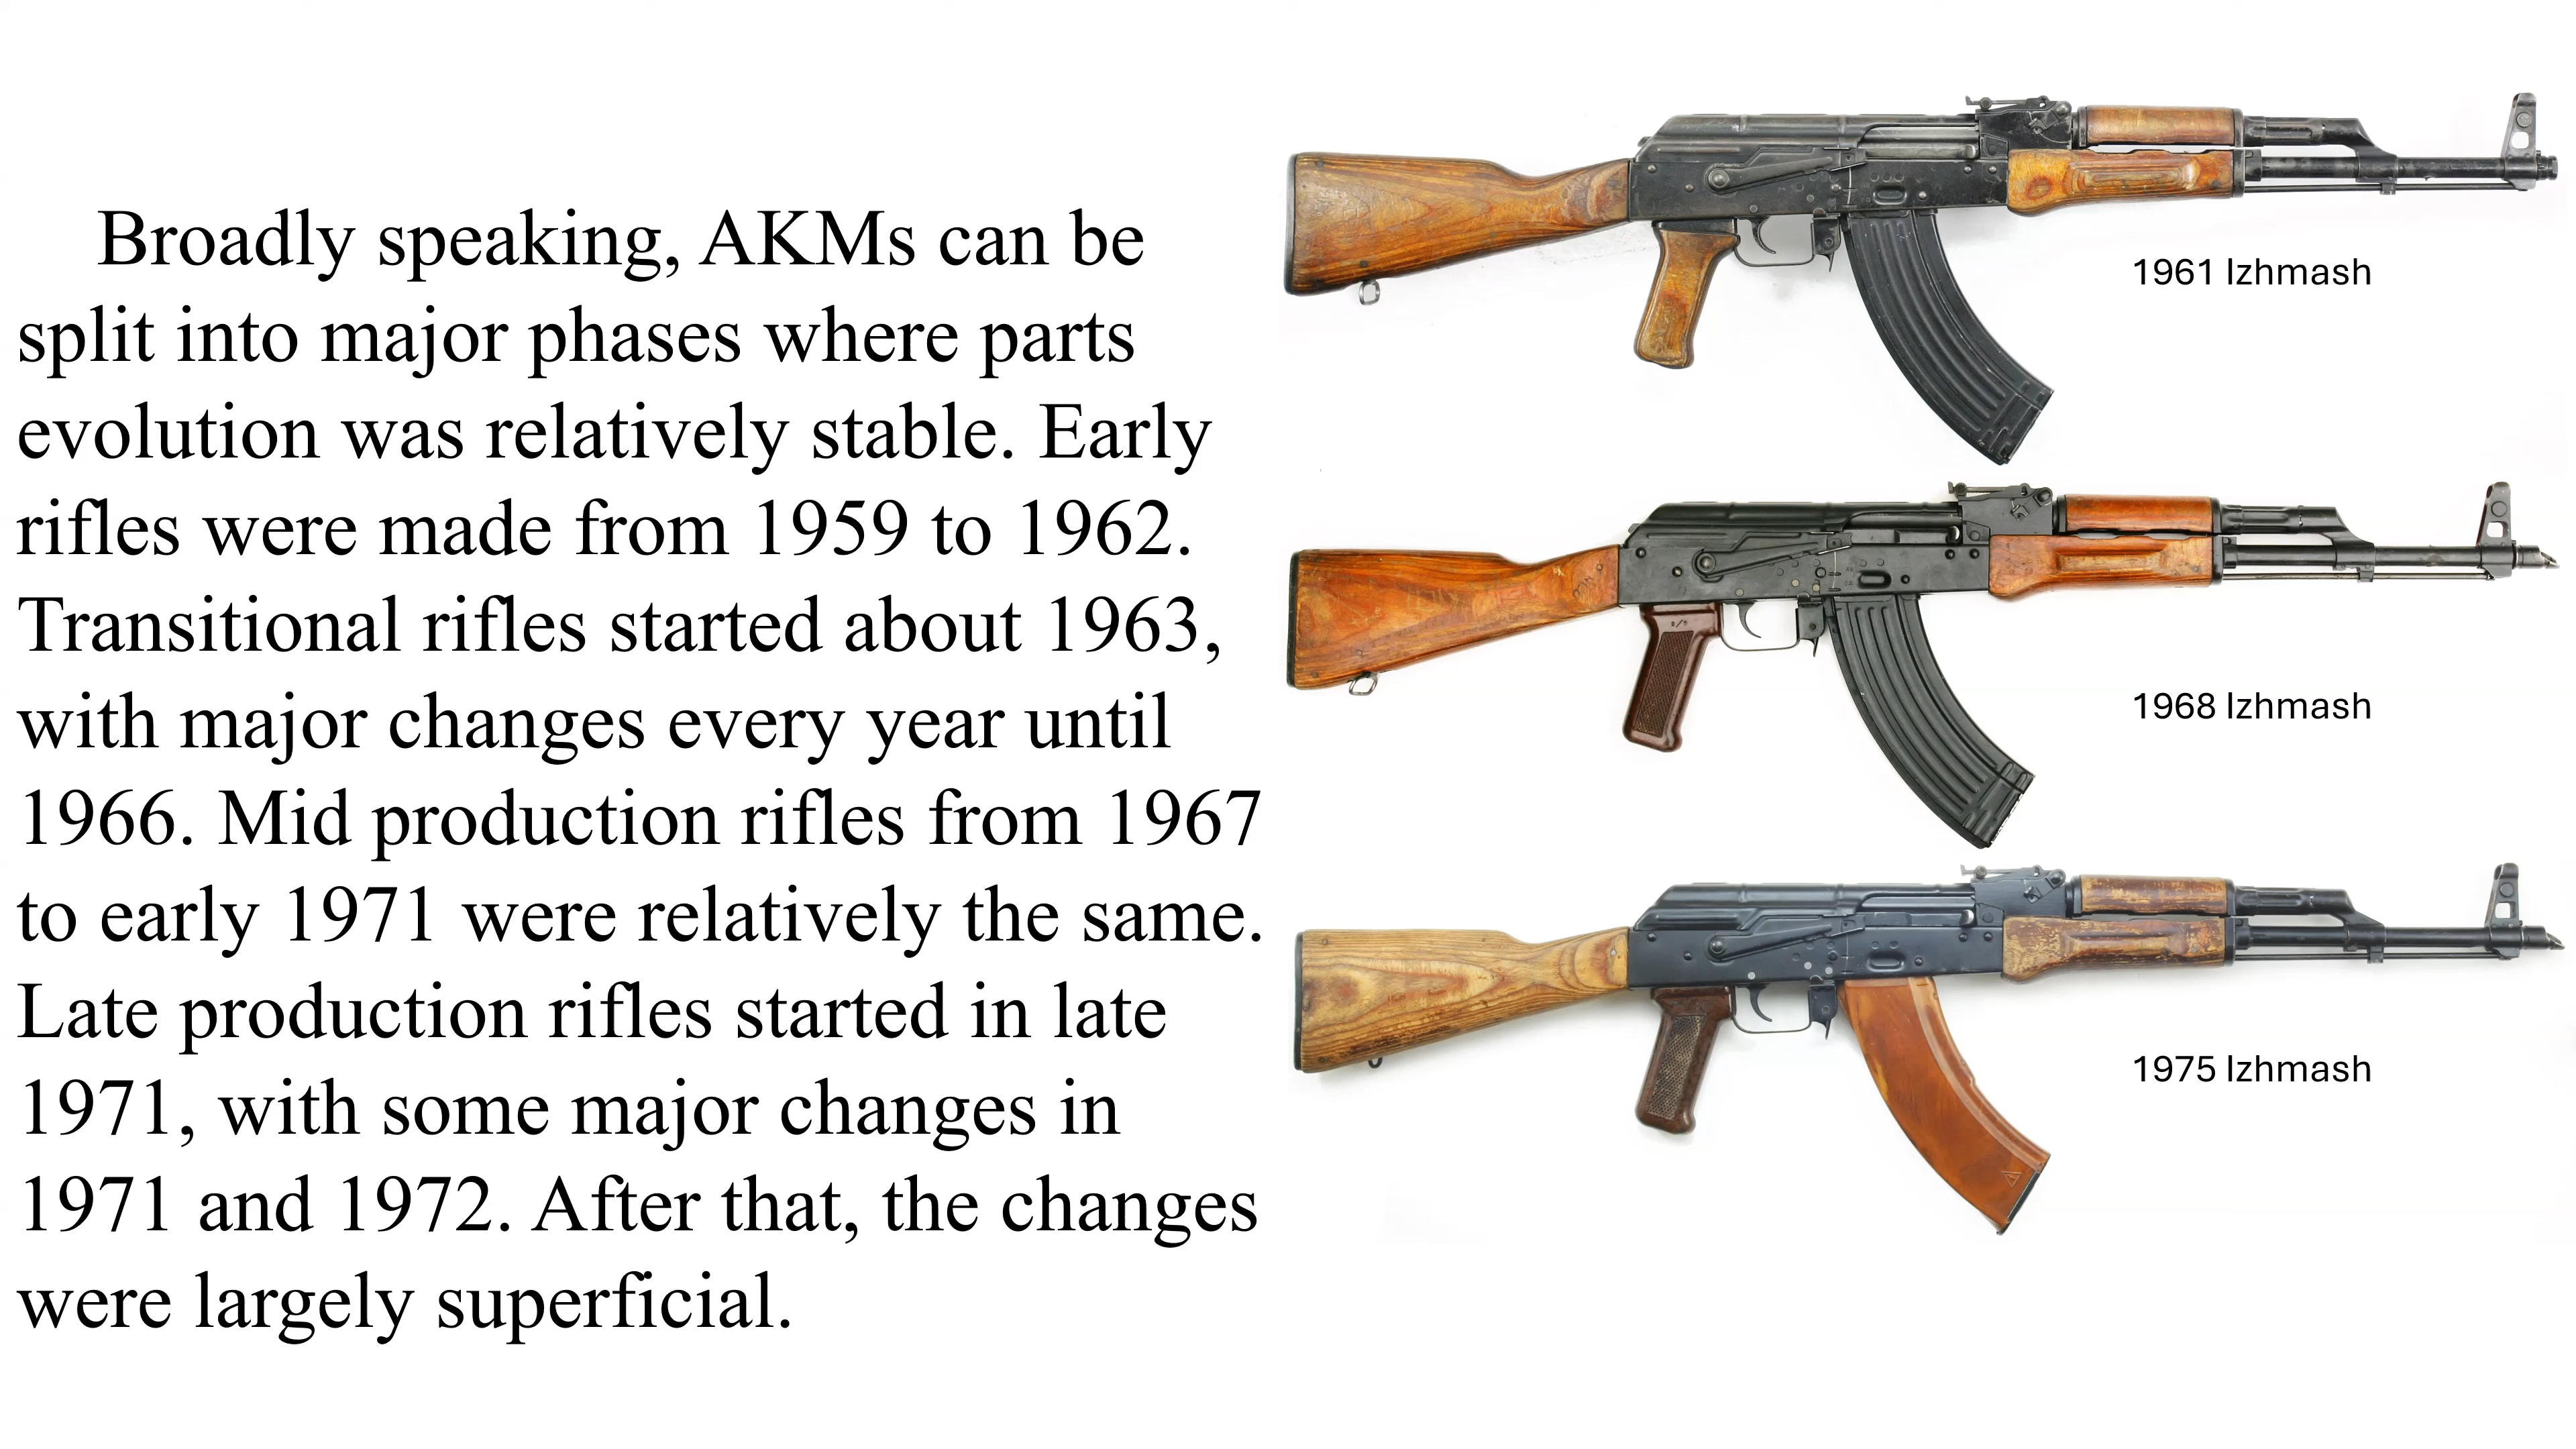 Broadly speaking, AKMs can be
split into major phases where parts
evolution was relatively stable. Early
rifles were made from 1959 to 1962.
Transitional rifles started about 1963,
with major changes every year until
1966. Mid production rifles from 1967
to early 1971 were relatively the same.
Late production rifles started in late
1971, with some major changes in
1971 and 1972. After that, the changes
were largely superficial.
1961 Izhmash
1968 Izhmash
1975 Izhmash